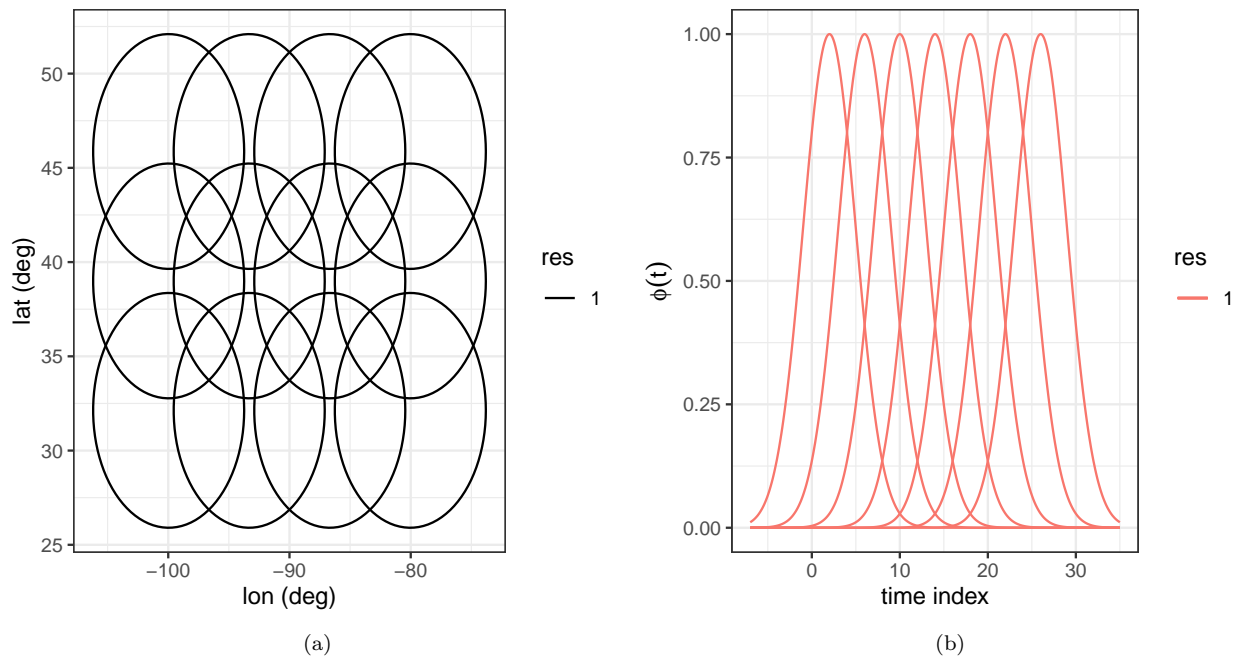 50
45
40
35
30
25
−100 −90 −80
lon (deg)
lat (deg)
res
1
(a)
1.00
0.75
0.50
0.25
0.00
0 10 20 30
time index
ϕ(t)
res
1
(b)